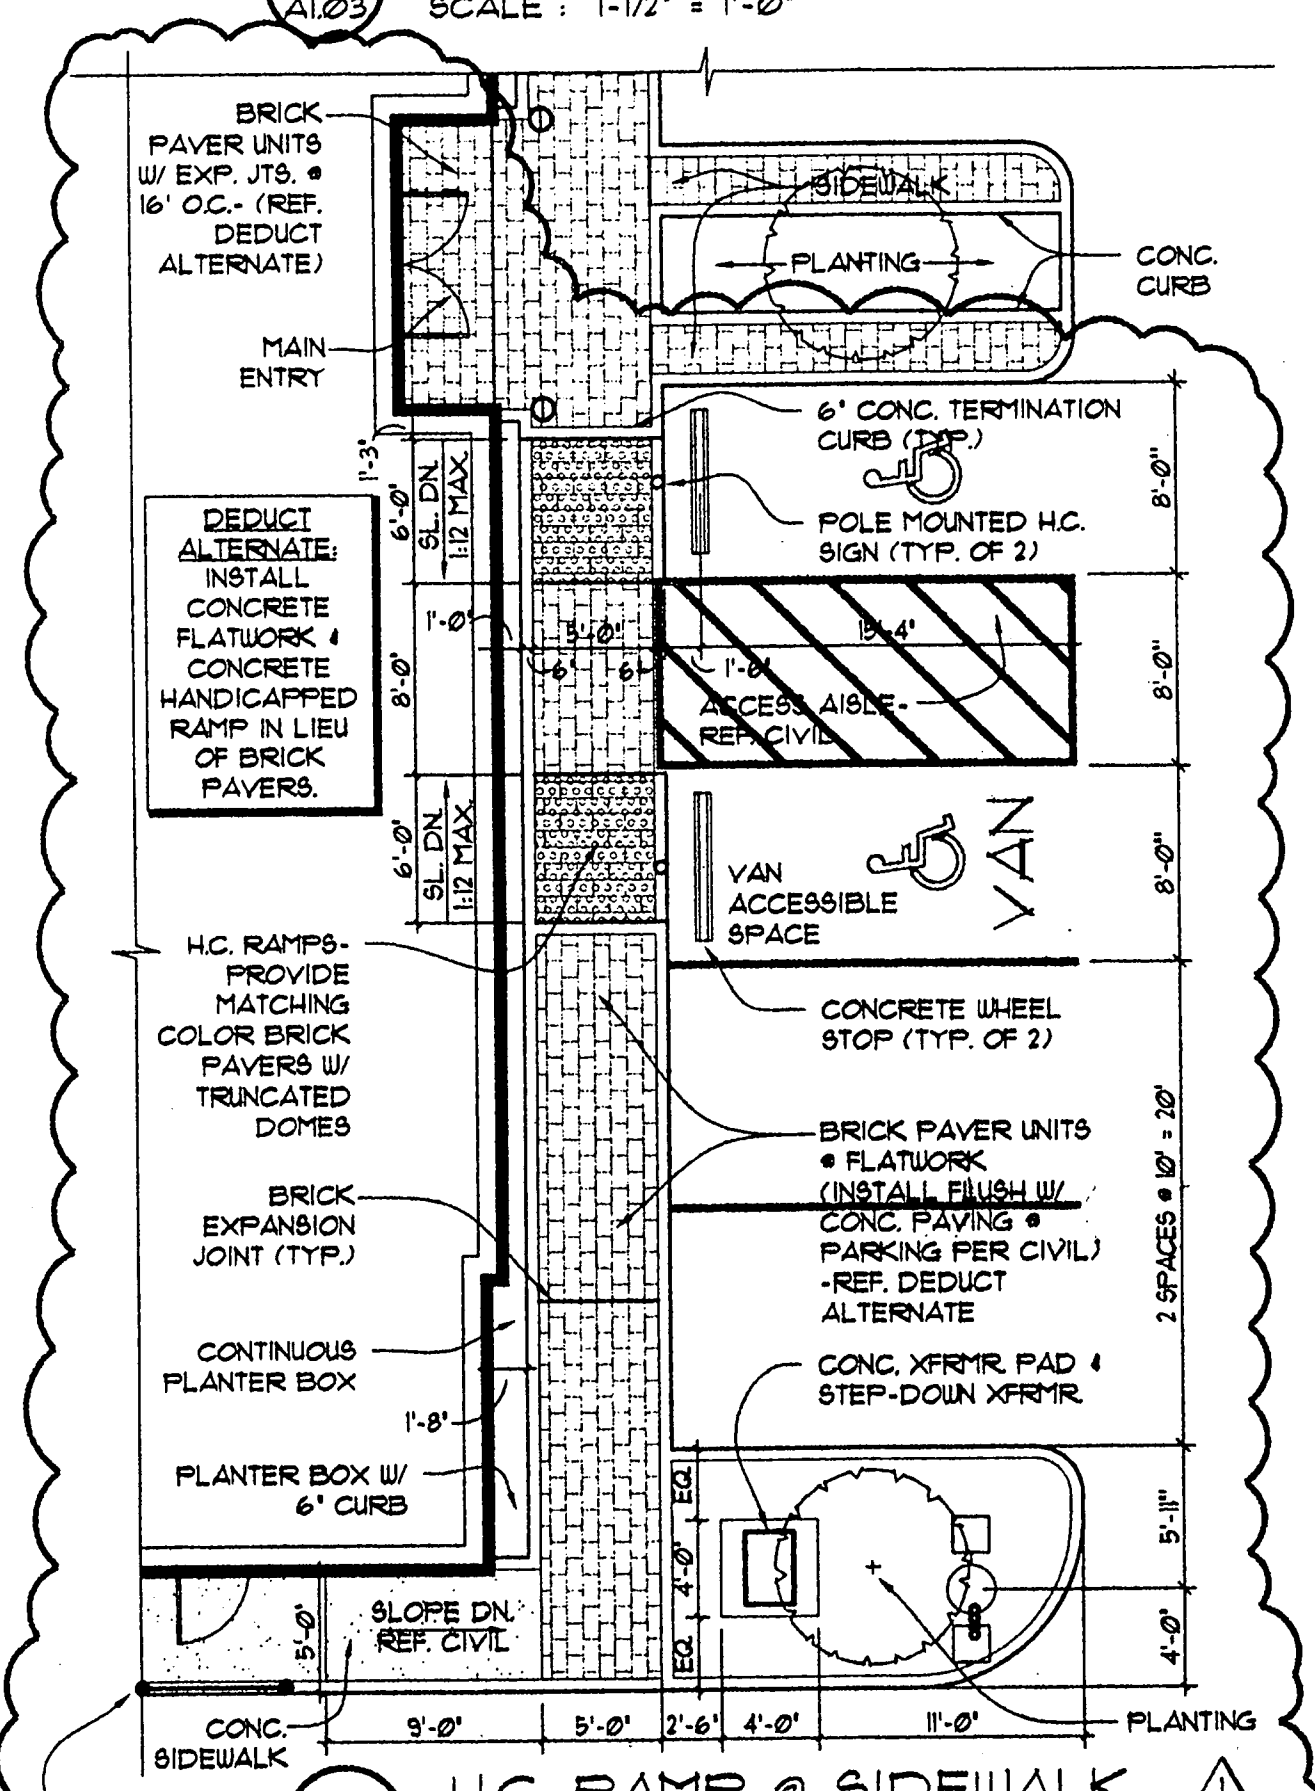 A1.03
SCALE : 1-1/2" = 1'-0"
BRICK
PAVER UNITS
W/ EXP. JTS. @
16' O.C.- (REF.
DEDUCT
ALTERNATE)
MAIN
ENTRY
SIDEWALK
PLANTING
CONC.
CURB
6" CONC. TERMINATION
CURB (TYP.)
POLE MOUNTED H.C.
SIGN (TYP. OF 2)
8'-0"
1'-3"
6'-0"
SL. DN.
1:12 MAX.
DEDUCT
ALTERNATE:
INSTALL
CONCRETE
FLATWORK &
CONCRETE
HANDICAPPED
RAMP IN LIEU
OF BRICK
PAVERS.
1'-0"
5'-0"
6"
6"
1'-6"
15'-4"
ACCESS AISLE-
REF. CIVIL
8'-0"
8'-0"
6'-0"
SL. DN.
1:12 MAX.
VAN
ACCESSIBLE
SPACE
VAN
8'-0"
H.C. RAMPS-
PROVIDE
MATCHING
COLOR BRICK
PAVERS W/
TRUNCATED
DOMES
CONCRETE WHEEL
STOP (TYP. OF 2)
BRICK PAVER UNITS
@ FLATWORK
(INSTALL FLUSH W/
CONC. PAVING @
PARKING PER CIVIL)
-REF. DEDUCT
ALTERNATE
2 SPACES @ 10' = 20'
BRICK
EXPANSION
JOINT (TYP.)
CONTINUOUS
PLANTER BOX
1'-8"
CONC. XFRMR. PAD &
STEP-DOWN XFRMR.
PLANTER BOX W/
6" CURB
EQ.
4'-0"
EQ.
5'-11"
4'-0"
5'-0"
SLOPE DN.
REF. CIVIL
CONC.
SIDEWALK
9'-0"
5'-0"
2'-6"
4'-0"
11'-0"
PLANTING
H.C. RAMP @ SIDEWALK